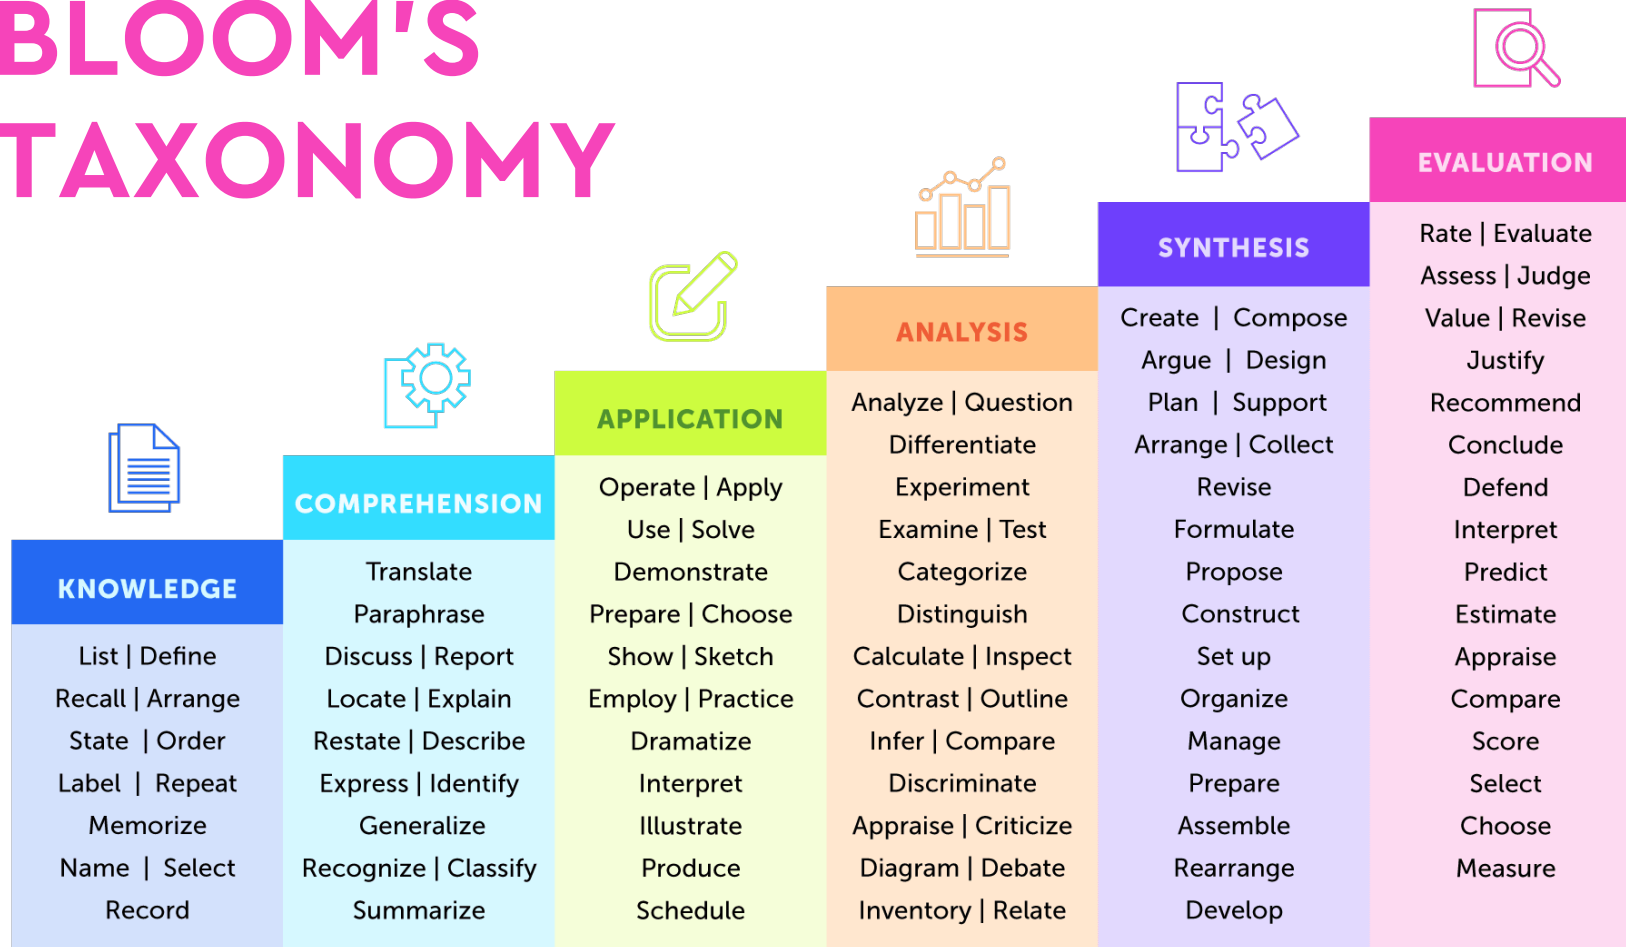 BLOOM'S
TAXONOMY
KNOWLEDGE
List | Define
Recall | Arrange
State | Order
Label | Repeat
Memorize
Name | Select
Record
COMPREHENSION
Translate
Paraphrase
Discuss | Report
Locate | Explain
Restate | Describe
Express | Identify
Generalize
Recognize | Classify
Summarize
APPLICATION
Operate | Apply
Use | Solve
Demonstrate
Prepare | Choose
Show | Sketch
Employ | Practice
Dramatize
Interpret
Illustrate
Produce
Schedule
ANALYSIS
Analyze | Question
Differentiate
Experiment
Examine | Test
Categorize
Distinguish
Calculate | Inspect
Contrast | Outline
Infer | Compare
Discriminate
Appraise | Criticize
Diagram | Debate
Inventory | Relate
SYNTHESIS
Create | Compose
Argue | Design
Plan | Support
Arrange | Collect
Revise
Formulate
Propose
Construct
Set up
Organize
Manage
Prepare
Assemble
Rearrange
Develop
EVALUATION
Rate | Evaluate
Assess | Judge
Value | Revise
Justify
Recommend
Conclude
Defend
Interpret
Predict
Estimate
Appraise
Compare
Score
Select
Choose
Measure